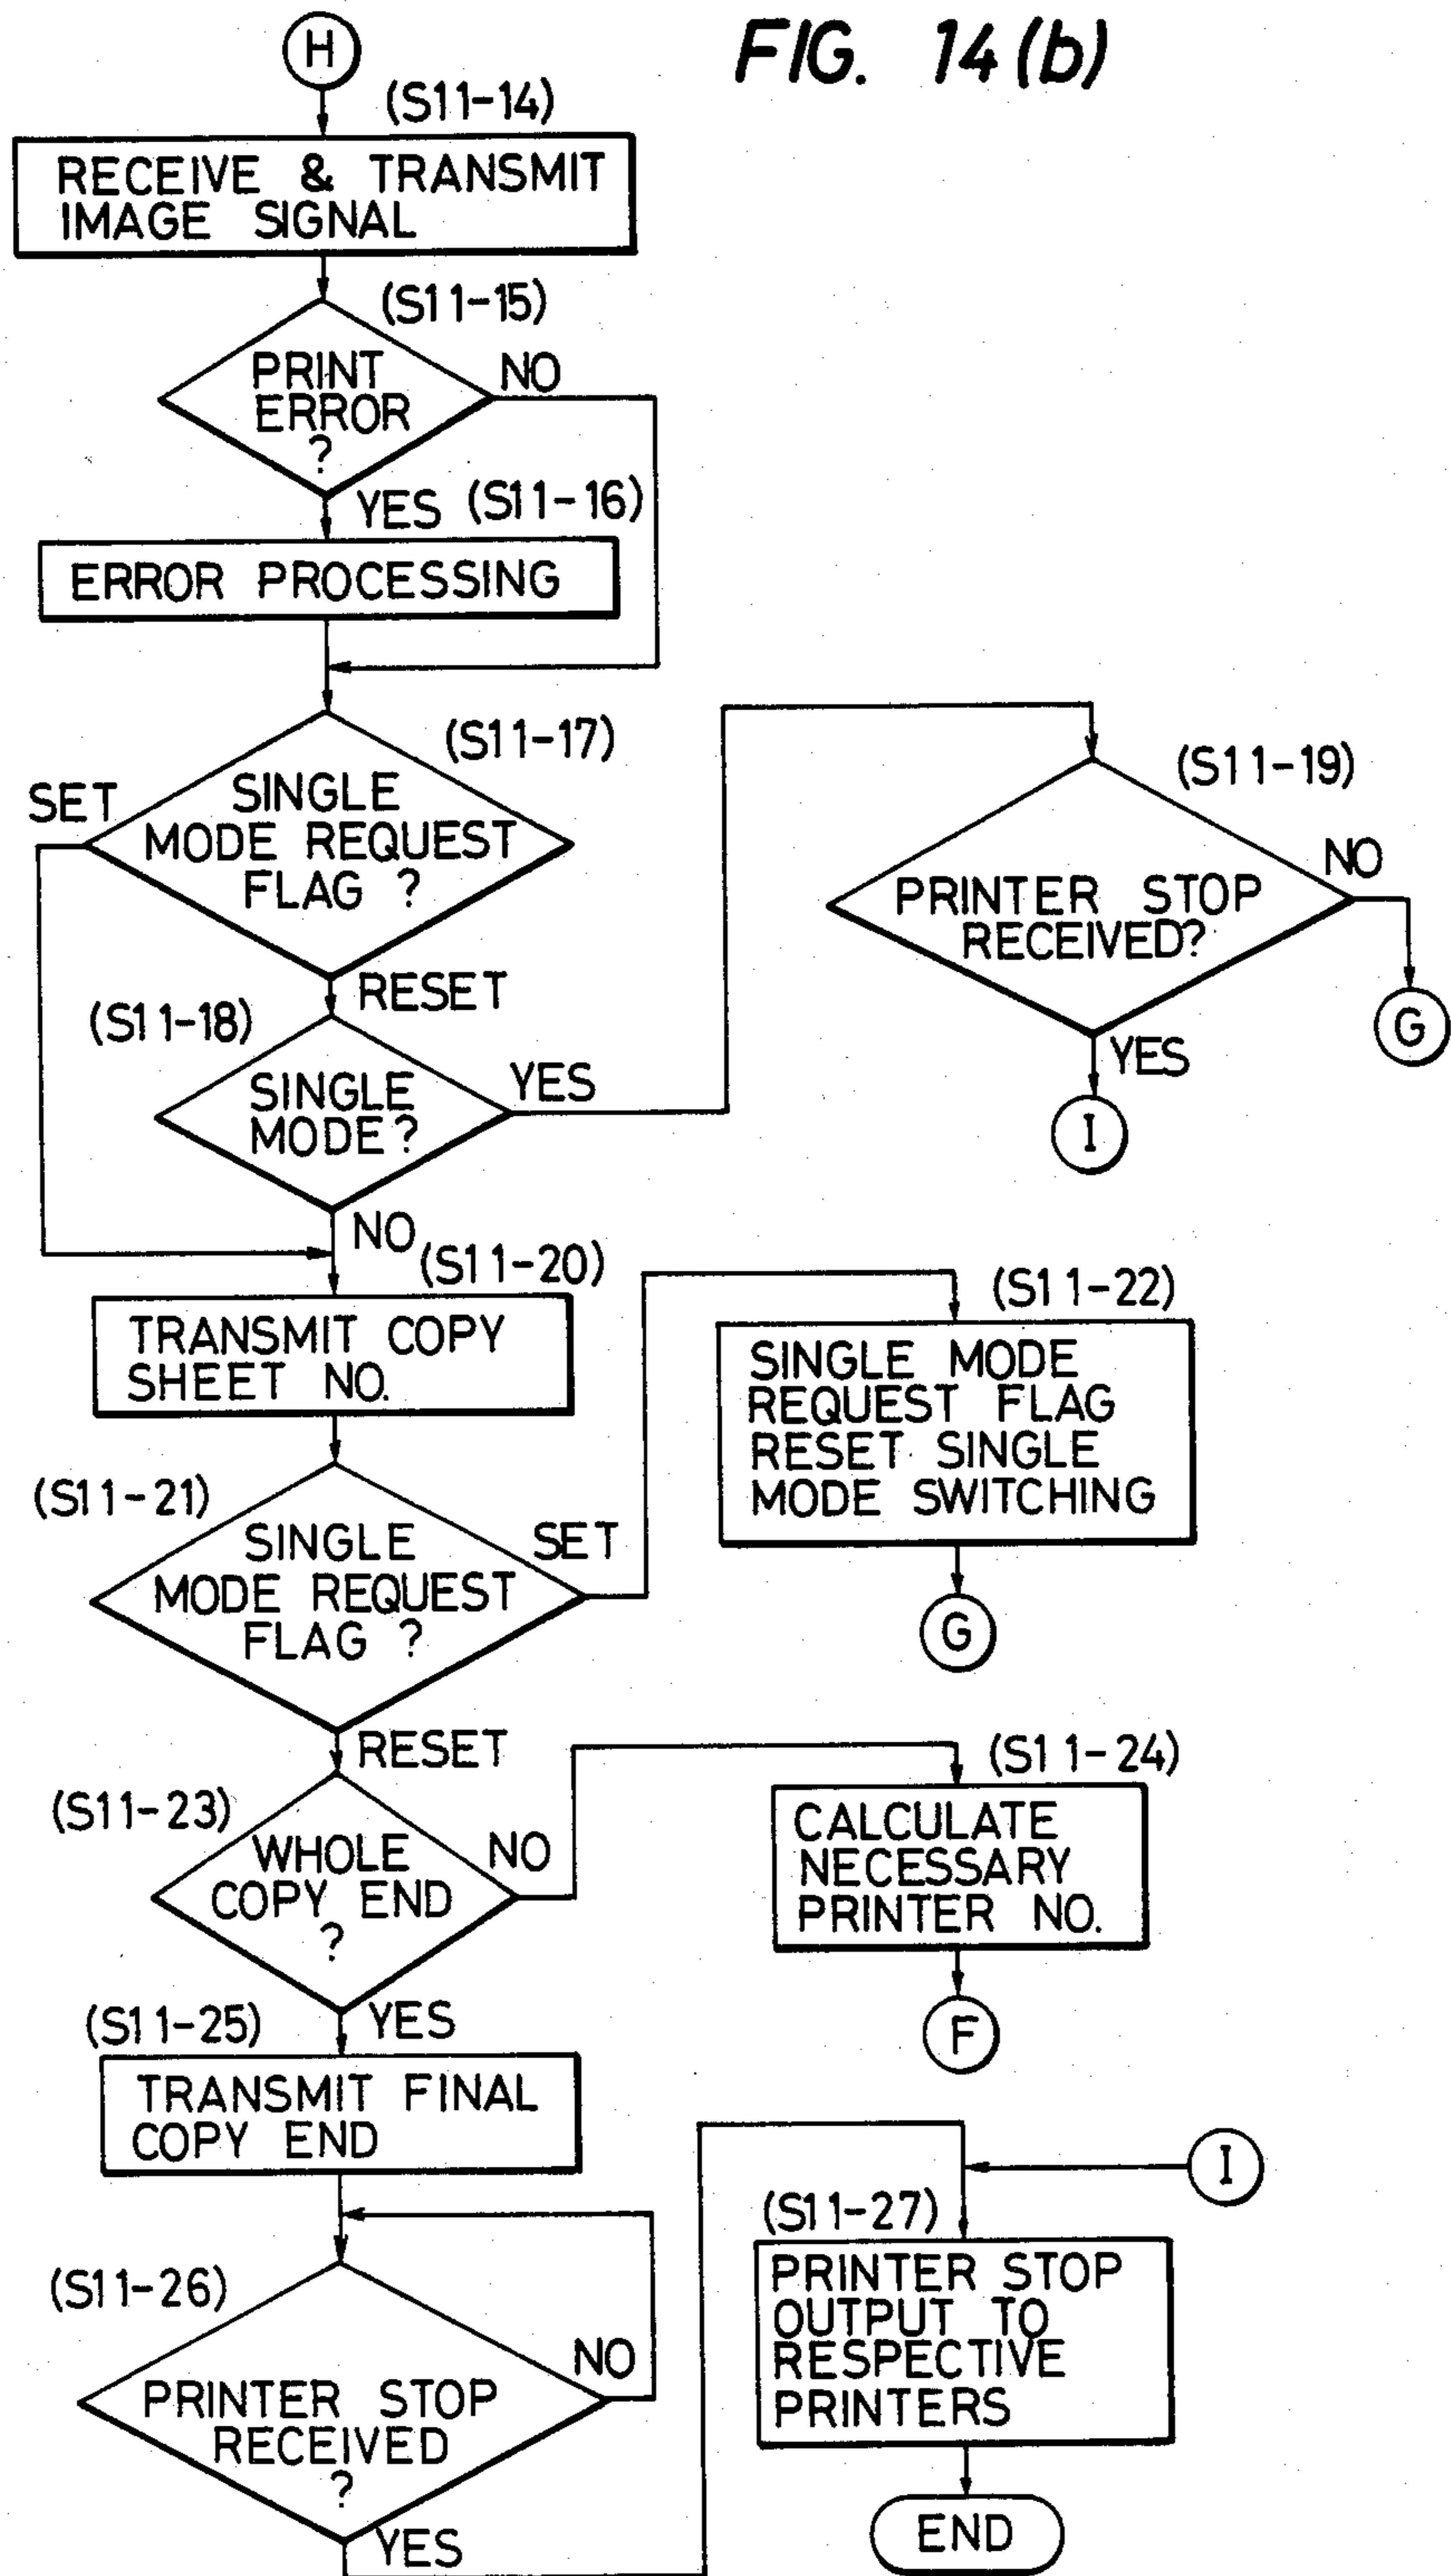 FIG. 14 (b)
H
(S11-14)
RECEIVE & TRANSMIT
IMAGE SIGNAL
(S11-15)
PRINT
ERROR
?
NO
YES
(S11-16)
ERROR PROCESSING
(S11-17)
SET
SINGLE
MODE REQUEST
FLAG ?
RESET
(S11-18)
SINGLE
MODE?
YES
NO
(S11-19)
PRINTER STOP
RECEIVED?
NO
G
YES
I
(S11-20)
TRANSMIT COPY
SHEET NO.
(S11-21)
SINGLE
MODE REQUEST
FLAG ?
SET
RESET
(S11-22)
SINGLE MODE
REQUEST FLAG
RESET SINGLE
MODE SWITCHING
G
(S11-23)
WHOLE
COPY END
?
NO
YES
(S11-24)
CALCULATE
NECESSARY
PRINTER NO.
F
(S11-25)
TRANSMIT FINAL
COPY END
(S11-26)
PRINTER STOP
RECEIVED
?
NO
YES
I
(S11-27)
PRINTER STOP
OUTPUT TO
RESPECTIVE
PRINTERS
END